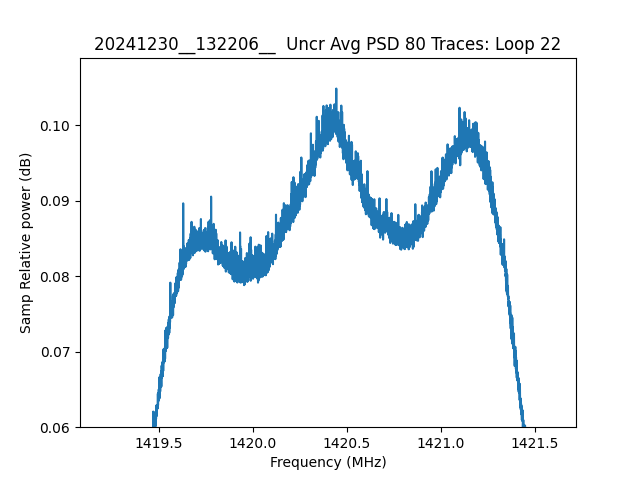 20241230__132206__  Uncr Avg PSD 80 Traces: Loop 22
0.10
0.09
0.08
0.07
0.06
Samp Relative power (dB)
1419.5 1420.0 1420.5 1421.0 1421.5
Frequency (MHz)